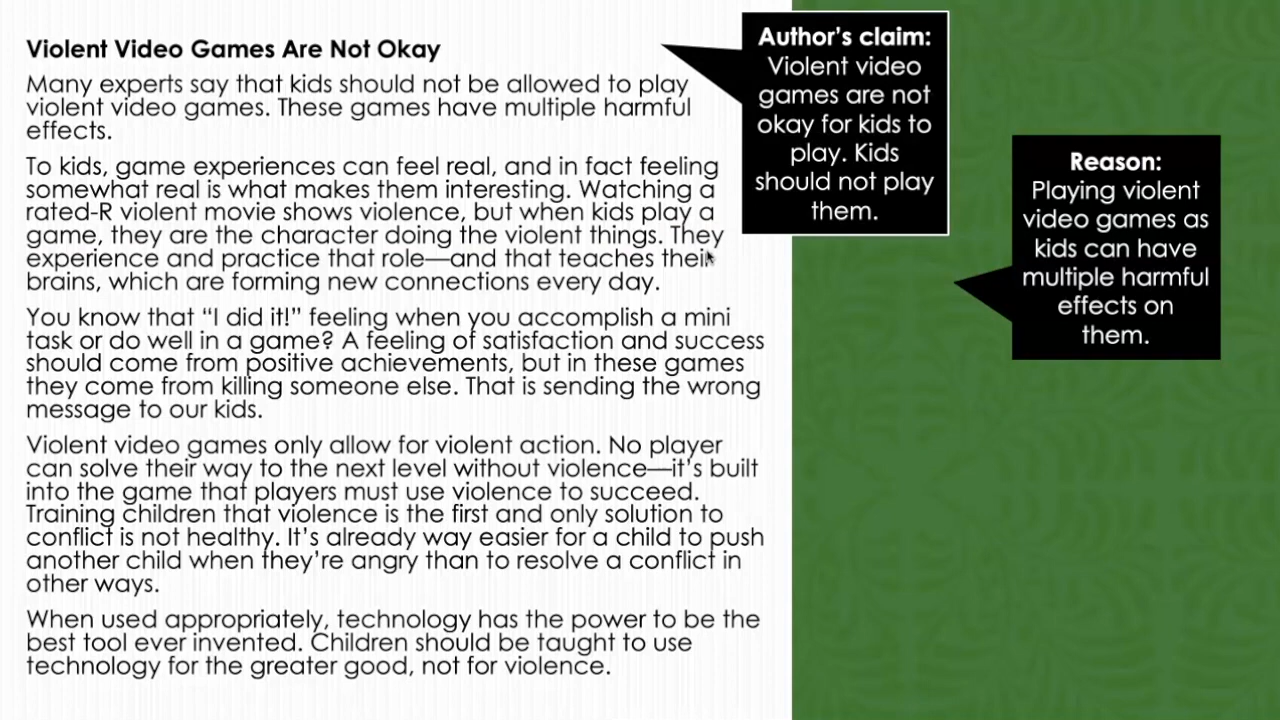 Violent Video Games Are Not Okay
Many experts say that kids should not be allowed to play
violent video games. These games have multiple harmful
effects.
To kids, game experiences can feel real, and in fact feeling
somewhat real is what makes them interesting. Watching a
rated-R violent movie shows violence, but when kids play a
game, they are the character doing the violent things. They
experience and practice that role—and that teaches their
brains, which are forming new connections every day.
You know that “I did it!” feeling when you accomplish a mini
task or do well in a game? A feeling of satisfaction and success
should come from positive achievements, but in these games
they come from killing someone else. That is sending the wrong
message to our kids.
Violent video games only allow for violent action. No player
can solve their way to the next level without violence—it’s built
into the game that players must use violence to succeed.
Training children that violence is the first and only solution to
conflict is not healthy. It’s already way easier for a child to push
another child when they’re angry than to resolve a conflict in
other ways.
When used appropriately, technology has the power to be the
best tool ever invented. Children should be taught to use
technology for the greater good, not for violence.
Author’s claim:
Violent video
games are not
okay for kids to
play. Kids
should not play
them.
Reason:
Playing violent
video games as
kids can have
multiple harmful
effects on
them.